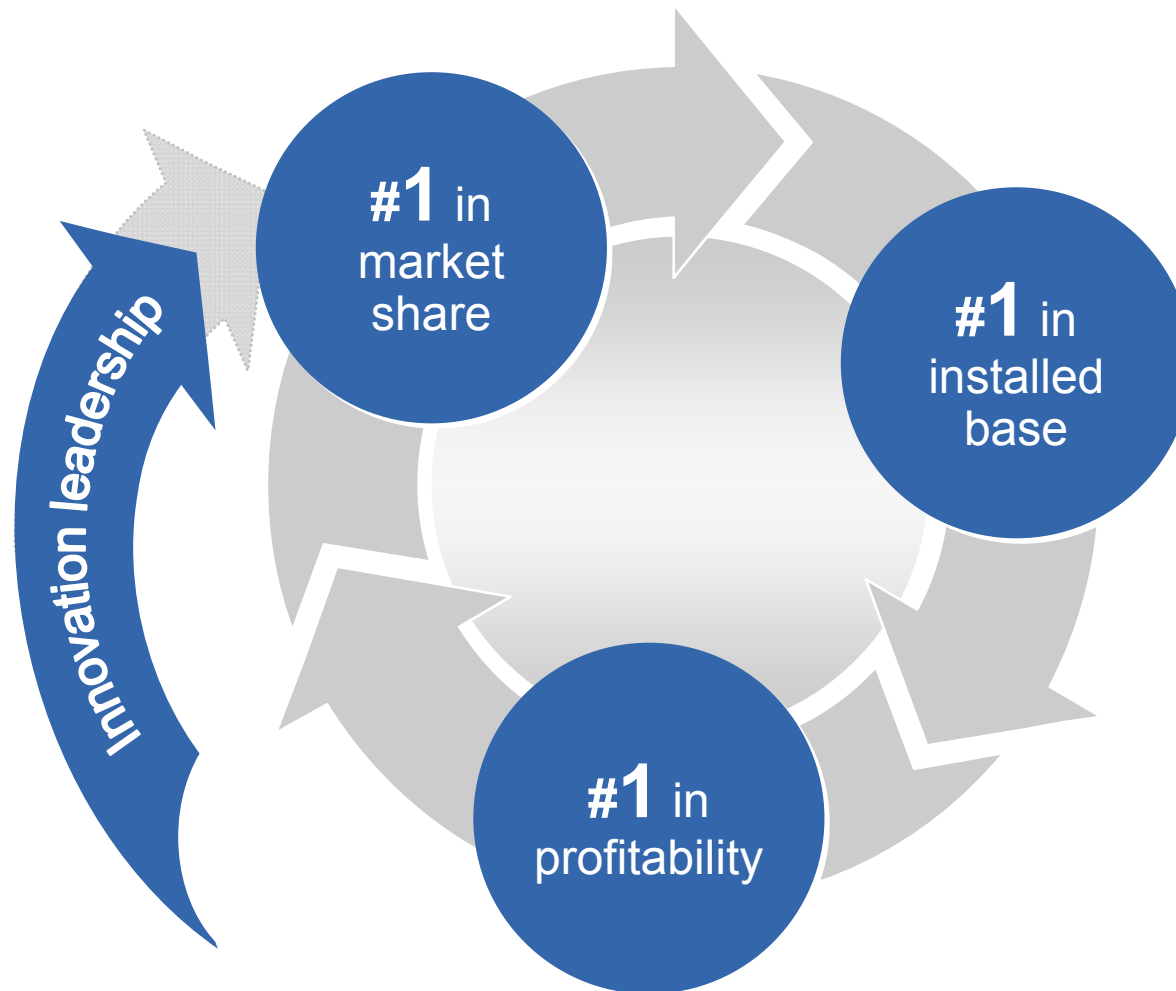 #1 in
market
share
#1 in
installed
base
#1 in
profitability
Innovation leadership